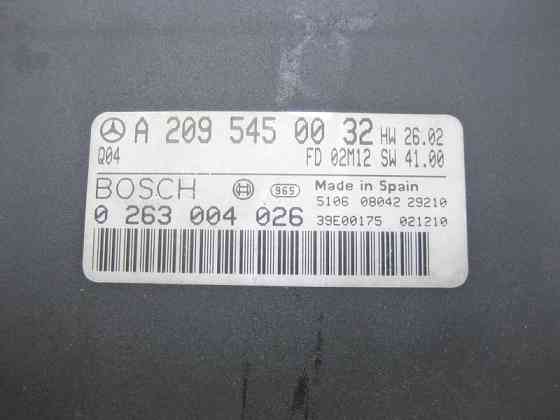 A 209 545 00 32 HW 26.02
Q04 FD 02M12 SW 41.00
BOSCH 965 Made in Spain
5106 08042 29210
0 263 004 026 39E00175 021210